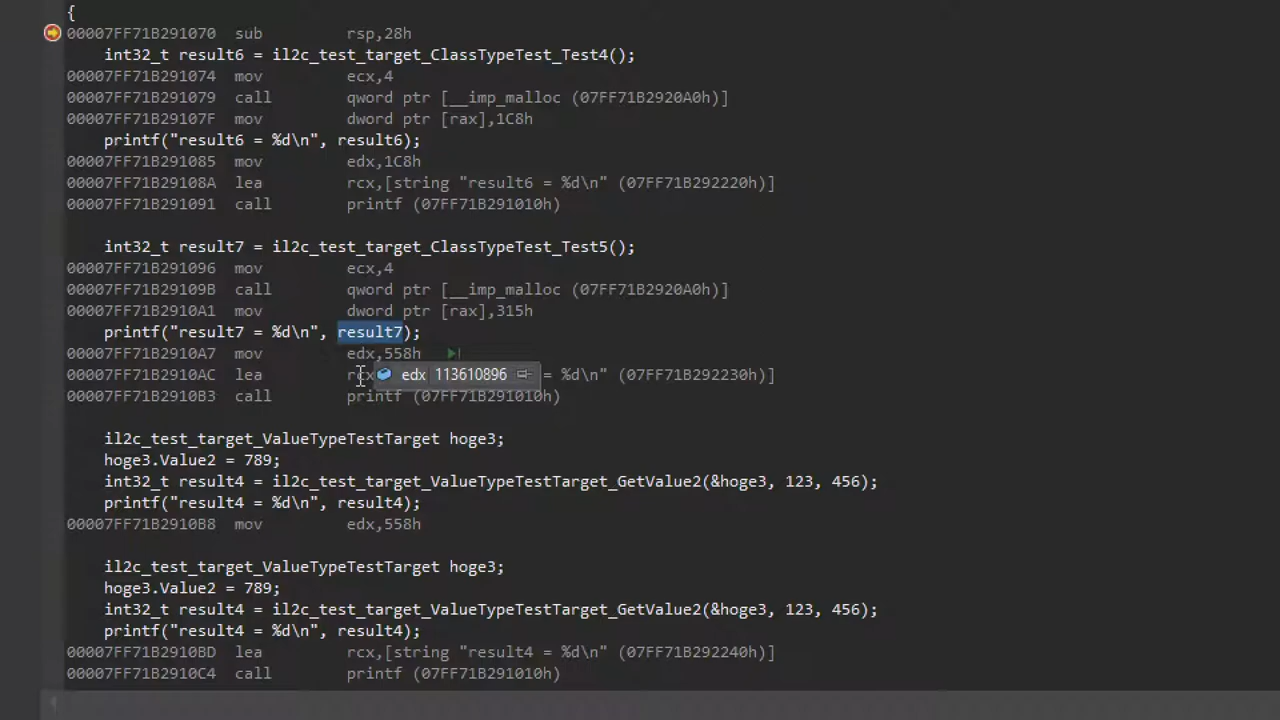 {
00007FF71B291070 sub rsp,28h
int32_t result6 = il2c_test_target_ClassTypeTest_Test4();
00007FF71B291074 mov ecx,4
00007FF71B291079 call qword ptr [__imp_malloc (07FF71B2920A0h)]
00007FF71B29107F mov dword ptr [rax],1C8h
printf("result6 = %d\n", result6);
00007FF71B291085 mov edx,1C8h
00007FF71B29108A lea rcx,[string "result6 = %d\n" (07FF71B292220h)]
00007FF71B291091 call printf (07FF71B291010h)
int32_t result7 = il2c_test_target_ClassTypeTest_Test5();
00007FF71B291096 mov ecx,4
00007FF71B29109B call qword ptr [__imp_malloc (07FF71B2920A0h)]
00007FF71B2910A1 mov dword ptr [rax],315h
printf("result7 = %d\n", result7);
00007FF71B2910A7 mov edx,558h
00007FF71B2910AC lea rcx edx 113610896 = %d\n" (07FF71B292230h)]
00007FF71B2910B3 call printf (07FF71B291010h)
il2c_test_target_ValueTypeTestTarget hoge3;
hoge3.Value2 = 789;
int32_t result4 = il2c_test_target_ValueTypeTestTarget_GetValue2(&hoge3, 123, 456);
printf("result4 = %d\n", result4);
00007FF71B2910B8 mov edx,558h
il2c_test_target_ValueTypeTestTarget hoge3;
hoge3.Value2 = 789;
int32_t result4 = il2c_test_target_ValueTypeTestTarget_GetValue2(&hoge3, 123, 456);
printf("result4 = %d\n", result4);
00007FF71B2910BD lea rcx,[string "result4 = %d\n" (07FF71B292240h)]
00007FF71B2910C4 call printf (07FF71B291010h)